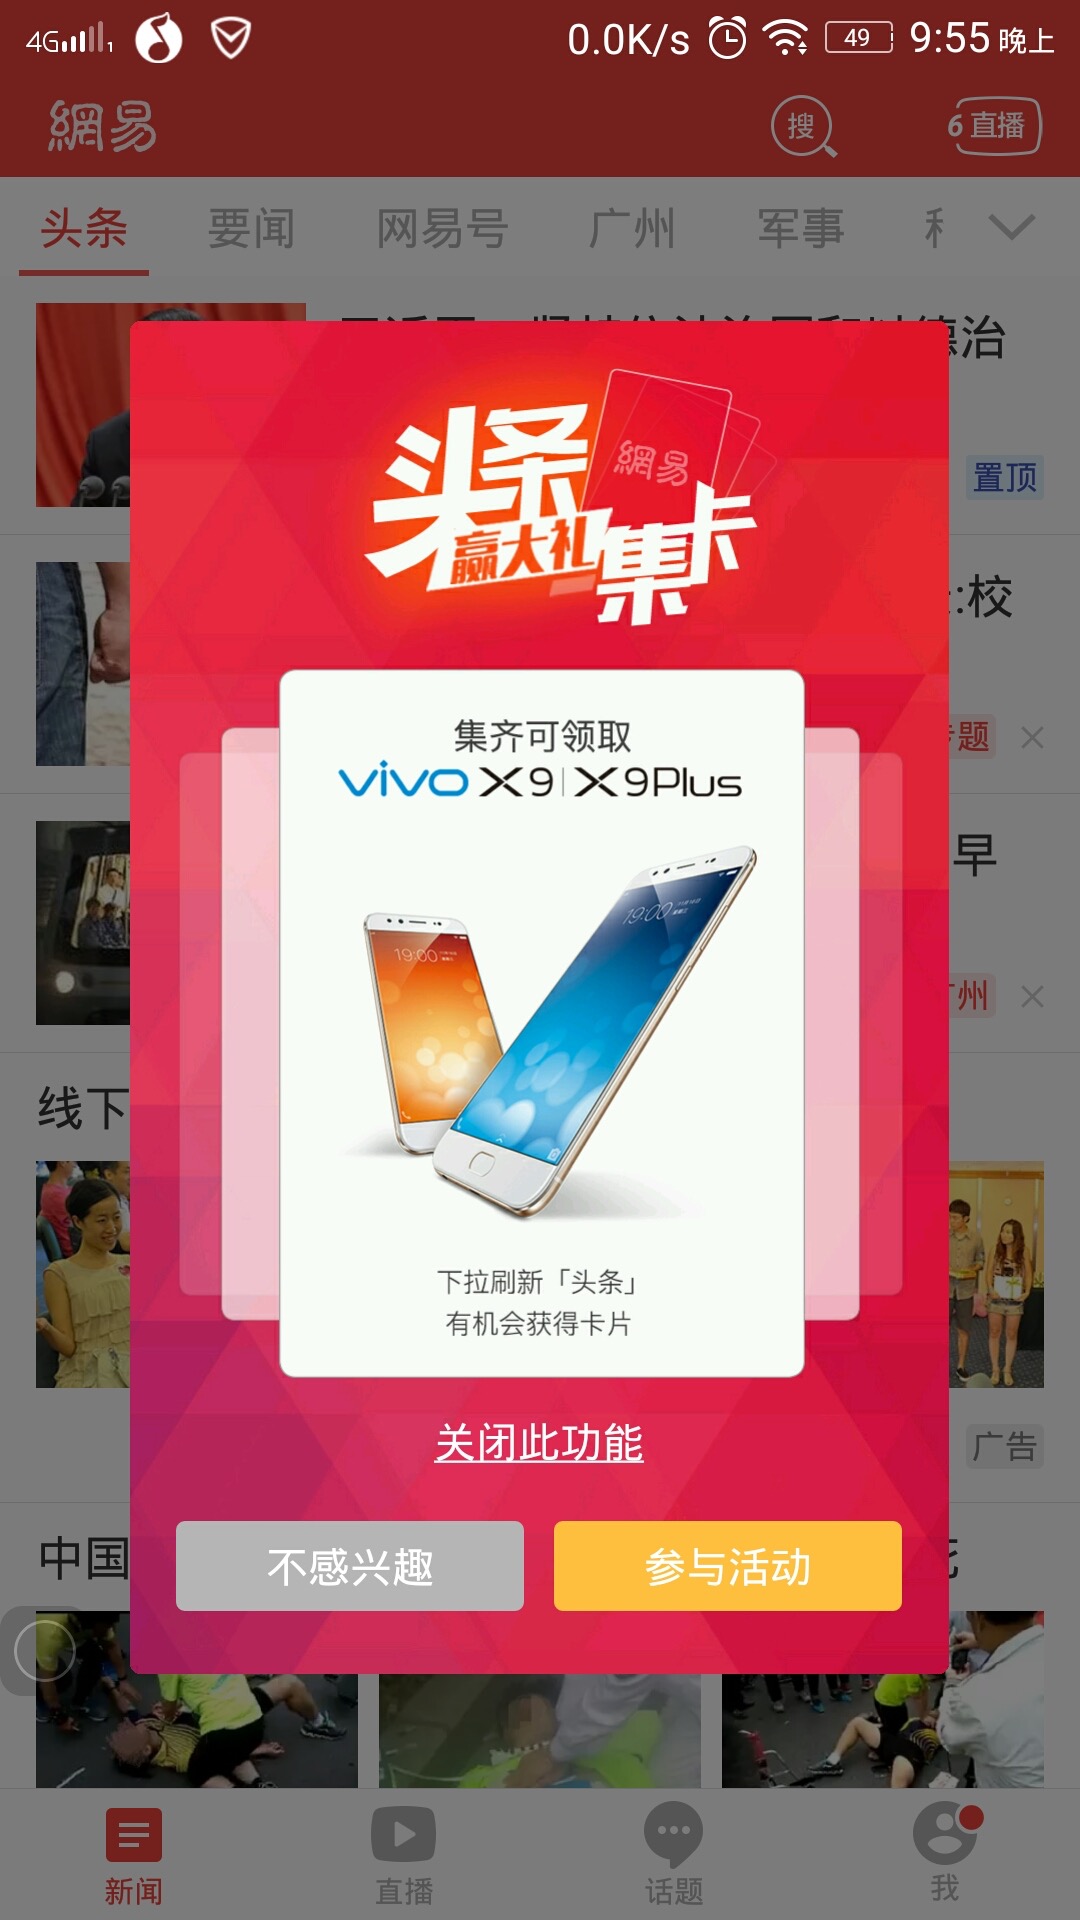 4G 1 0.0K/s 49 9:55 晚上
網易 搜 6 直播
头条 要闻 网易号 广州 军事
德治
置顶
:校
题
早
州
线下
广告
中国
网易
头条
赢大礼
集卡
集齐可领取
vivo X9|X9Plus
19:00
19:00
下拉刷新「头条」
有机会获得卡片
关闭此功能
不感兴趣 参与活动
新闻 直播 话题 我